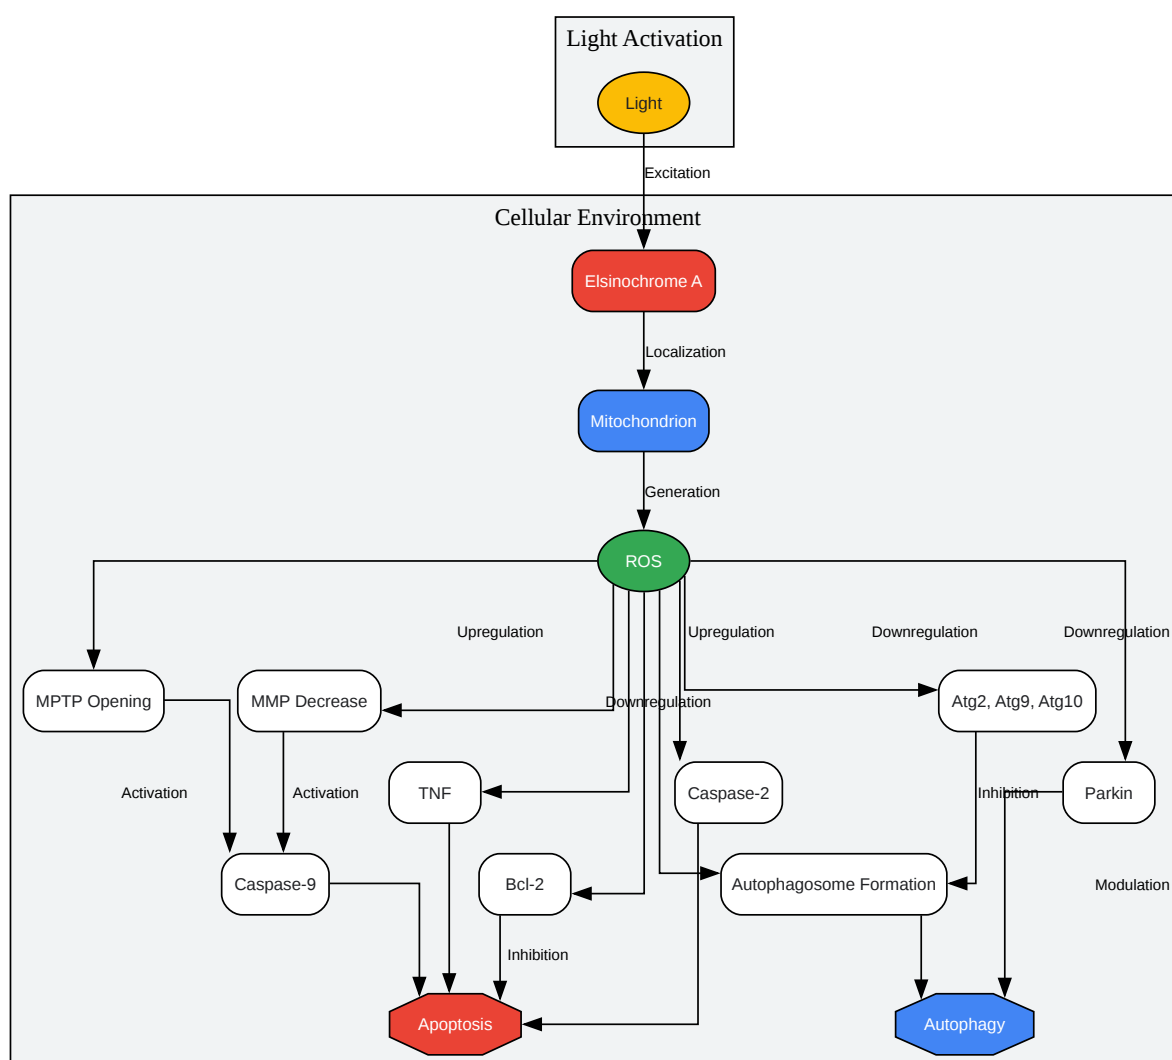 Light Activation
Light
Excitation
Cellular Environment
Elsinochrome A
Localization
Mitochondrion
Generation
ROS
Upregulation
Upregulation
Downregulation
Downregulation
MPTP Opening
MMP Decrease
Downregulation
Atg2, Atg9, Atg10
Activation
Activation
TNF
Caspase-2
Inhibition
Parkin
Caspase-9
Bcl-2
Autophagosome Formation
Modulation
Inhibition
Apoptosis
Autophagy